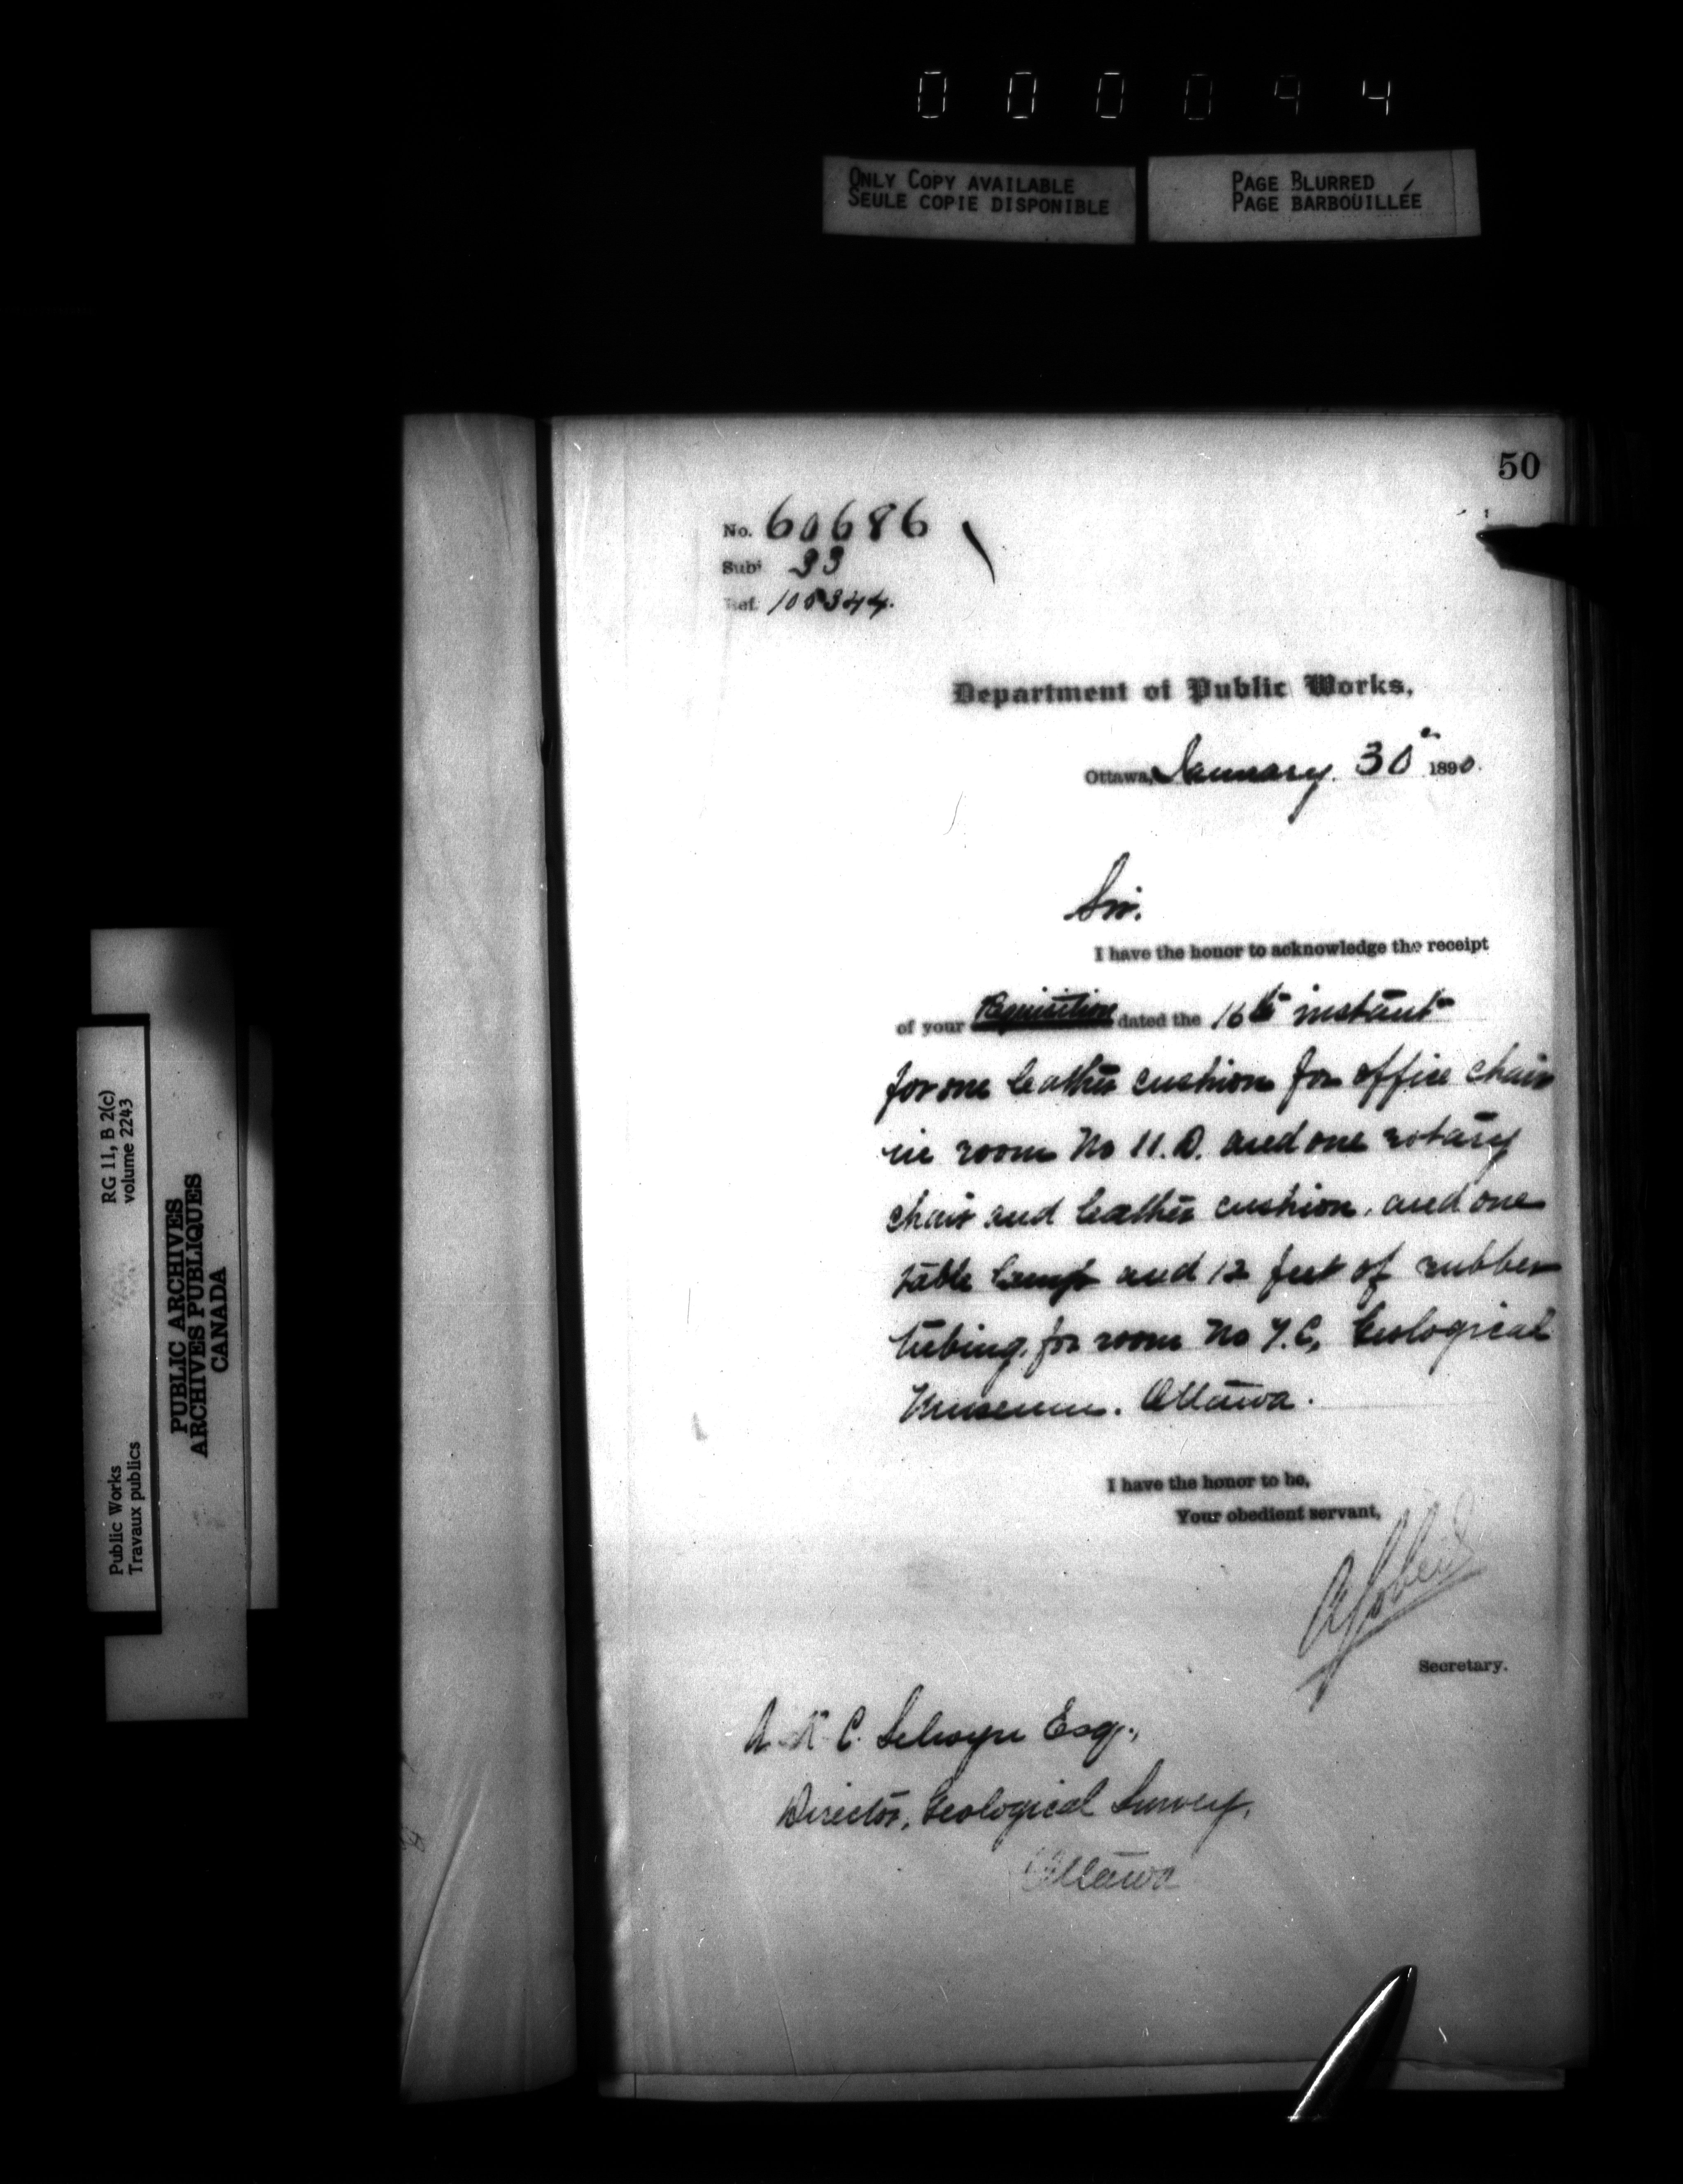 0 0 0 0 9 4
ONLY COPY AVAILABLE
SEULE COPIE DISPONIBLE
PAGE BLURRED
PAGE BARBOUILLÉE
50
No. 60686
Subt 33
Ref. 105344.
Department of Public Works,
Ottawa, January. 30th 1890.
Sir.
I have the honor to acknowledge the receipt
of your Requisition dated the 16th instant
for one leather cushion for office chair
in room No 11. D. and one rotary
chair and leather cushion, and one
table lamp and 12 feet of rubber
tubing, for room No 7. C, Geological
Museum. Ottawa.
I have the honor to be,
Your obedient servant,
A Gobeil
Secretary.
A. R. C. Selwyn Esq.,
Director, Geological Survey,
Ottawa
Public Works
Travaux publics
RG 11, B 2(c)
volume 2243
PUBLIC ARCHIVES
ARCHIVES PUBLIQUES
CANADA